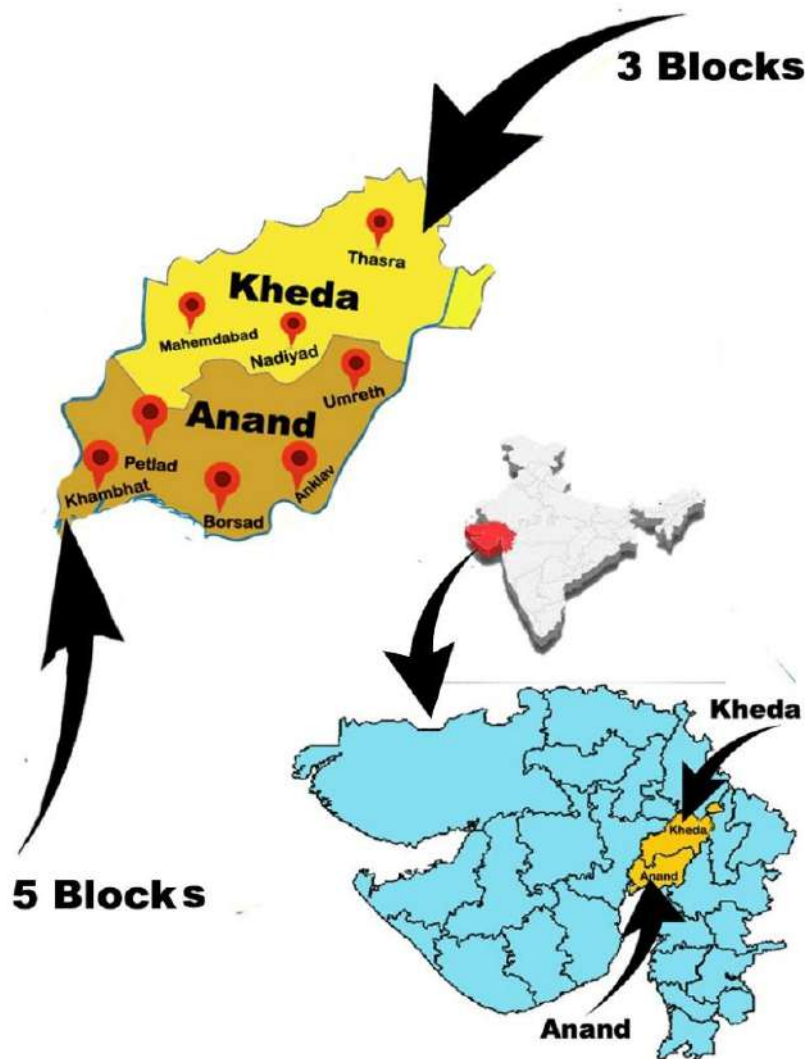 3 Blocks
Thasra
Kheda
Mahemdabad
Nadiyad
Umreth
Anand
Petlad
Khambhat
Anklav
Borsad
Kheda
Kheda
Anand
5 Blocks
Anand